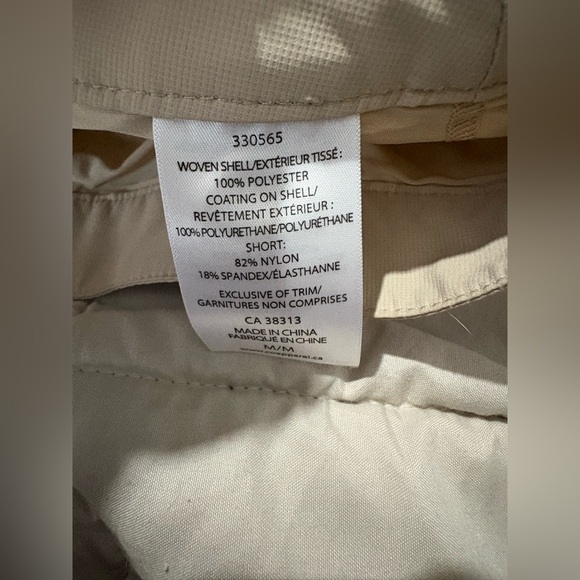 330565
WOVEN SHELL/EXTÉRIEUR TISSÉ :
100% POLYESTER
COATING ON SHELL/
REVÊTEMENT EXTÉRIEUR :
100% POLYURETHANE/POLYURÉTHANE
SHORT:
82% NYLON
18% SPANDEX/ÉLASTHANNE
EXCLUSIVE OF TRIM/
GARNITURES NON COMPRISES
CA 38313
MADE IN CHINA
FABRIQUÉ EN CHINE
M/M